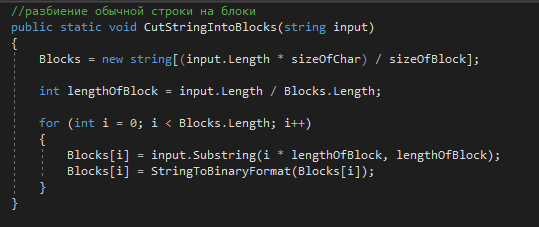 //разбиение обычной строки на блоки
public static void CutStringIntoBlocks(string input)
{
Blocks = new string[(input.Length * sizeOfChar) / sizeOfBlock];
int lengthOfBlock = input.Length / Blocks.Length;
for (int i = 0; i < Blocks.Length; i++)
{
Blocks[i] = input.Substring(i * lengthOfBlock, lengthOfBlock);
Blocks[i] = StringToBinaryFormat(Blocks[i]);
}
}